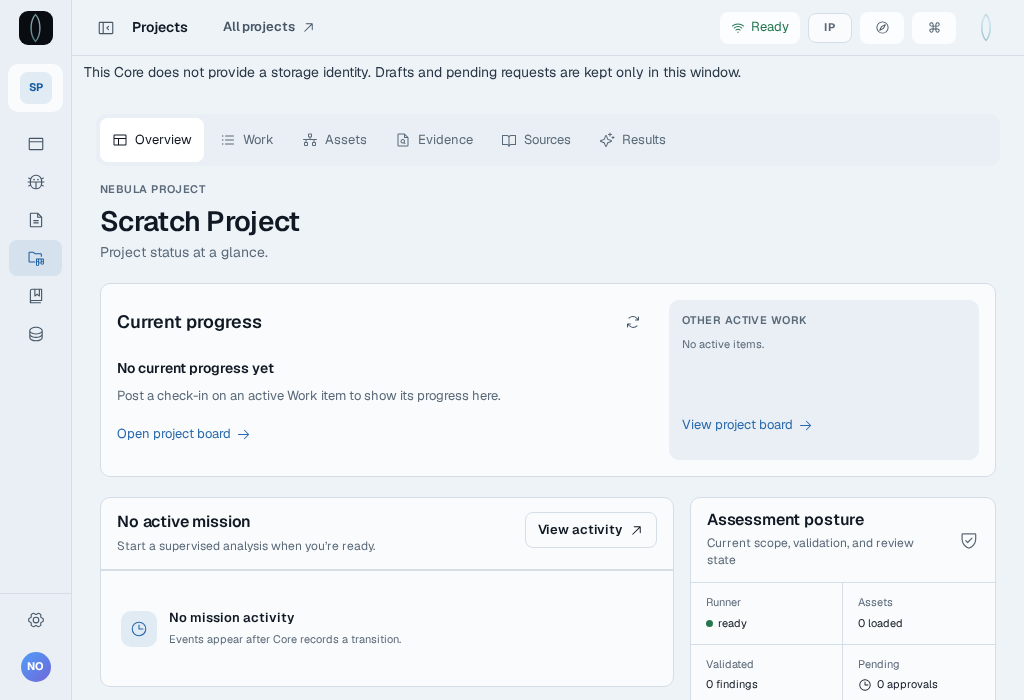 Projects
All projects
Ready
IP
This Core does not provide a storage identity. Drafts and pending requests are kept only in this window.
SP
Overview
Work
Assets
Evidence
Sources
Results
NEBULA PROJECT
Scratch Project
Project status at a glance.
Current progress
No current progress yet
Post a check-in on an active Work item to show its progress here.
Open project board
OTHER ACTIVE WORK
No active items.
View project board
No active mission
Start a supervised analysis when you’re ready.
View activity
No mission activity
Events appear after Core records a transition.
Assessment posture
Current scope, validation, and review
state
Runner
ready
Assets
0 loaded
Validated
0 findings
Pending
0 approvals
NO